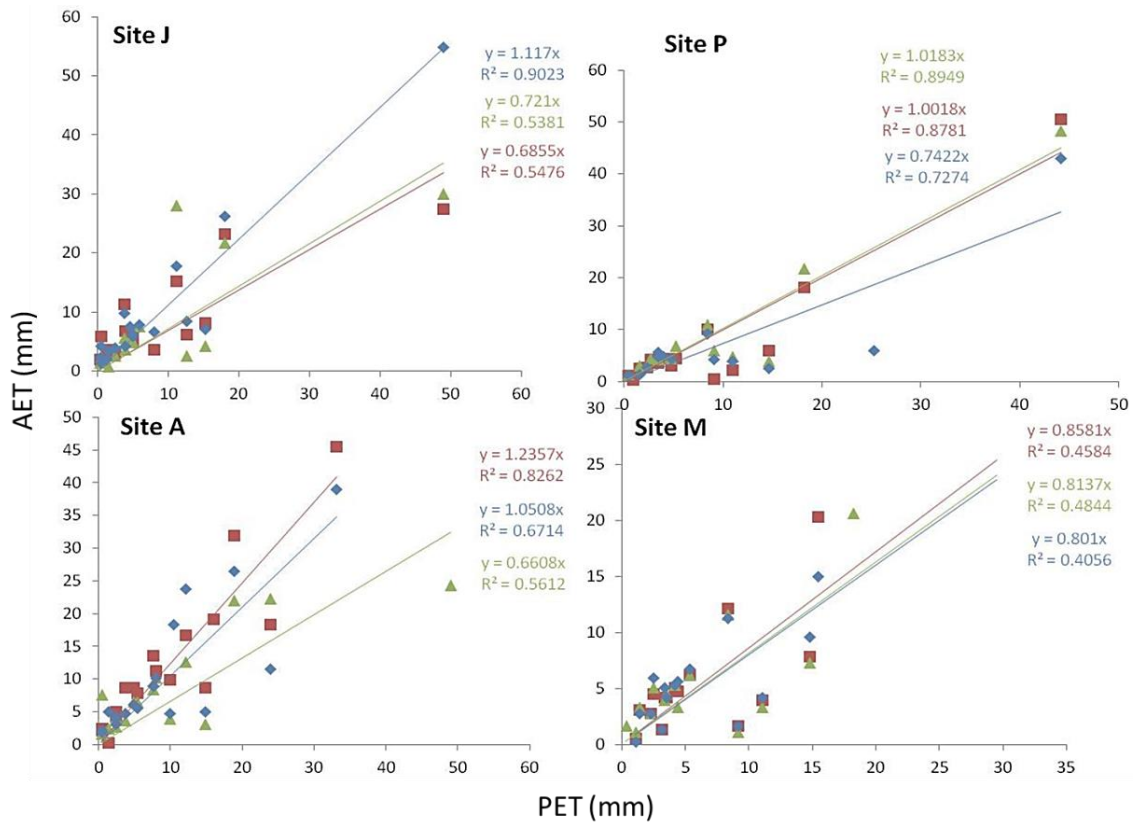 Site J
60
50
40
30
20
10
0
0 10 20 30 40 50 60
y = 1.117x
R² = 0.9023
y = 0.721x
R² = 0.5381
y = 0.6855x
R² = 0.5476
Site P
60
50
40
30
20
10
0
0 10 20 30 40 50
y = 1.0183x
R² = 0.8949
y = 1.0018x
R² = 0.8781
y = 0.7422x
R² = 0.7274
AET (mm)
Site A
50
45
40
35
30
25
20
15
10
5
0
0 10 20 30 40 50 60
y = 1.2357x
R² = 0.8262
y = 1.0508x
R² = 0.6714
y = 0.6608x
R² = 0.5612
Site M
30
25
20
15
10
5
0
0 5 10 15 20 25 30 35
y = 0.8581x
R² = 0.4584
y = 0.8137x
R² = 0.4844
y = 0.801x
R² = 0.4056
PET (mm)